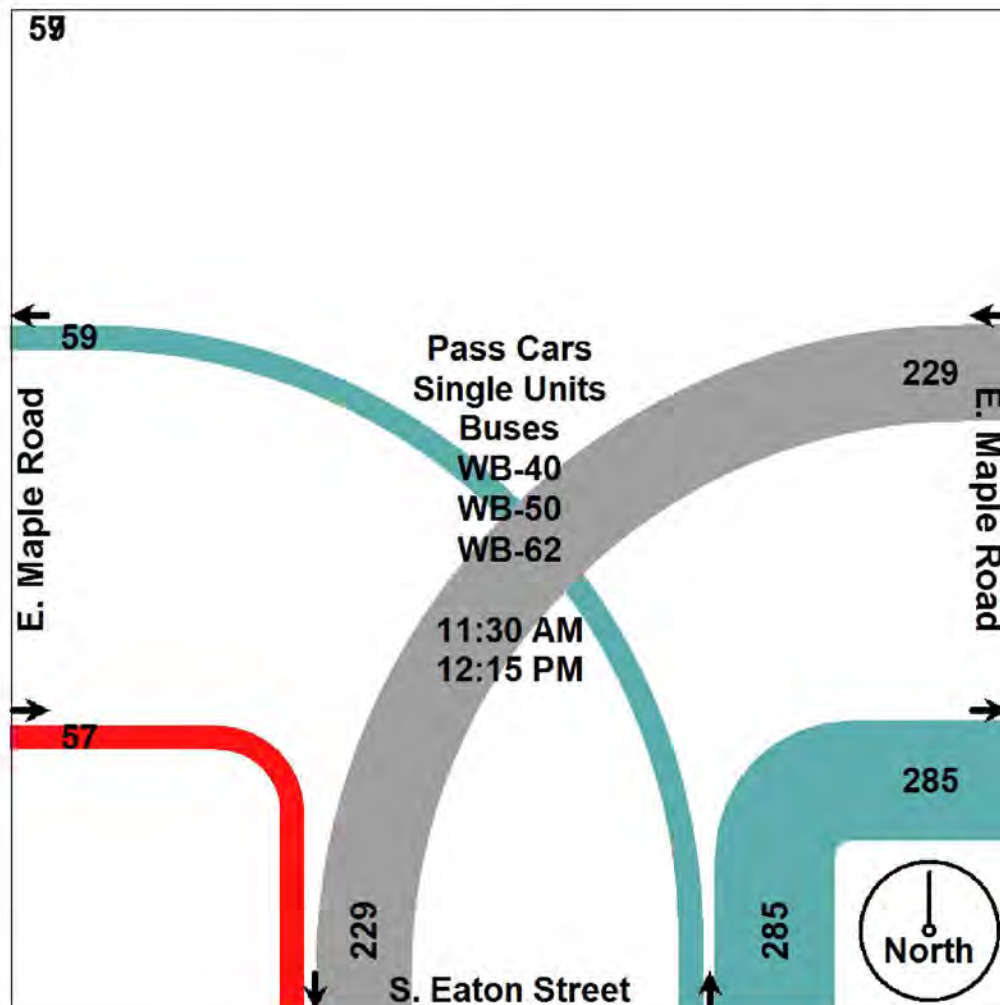 59
E. Maple Road
229
Pass Cars
Single Units
Buses
WB-40
WB-50
WB-62
E. Maple Road
11:30 AM
12:15 PM
57
285
229
285
North
S. Eaton Street